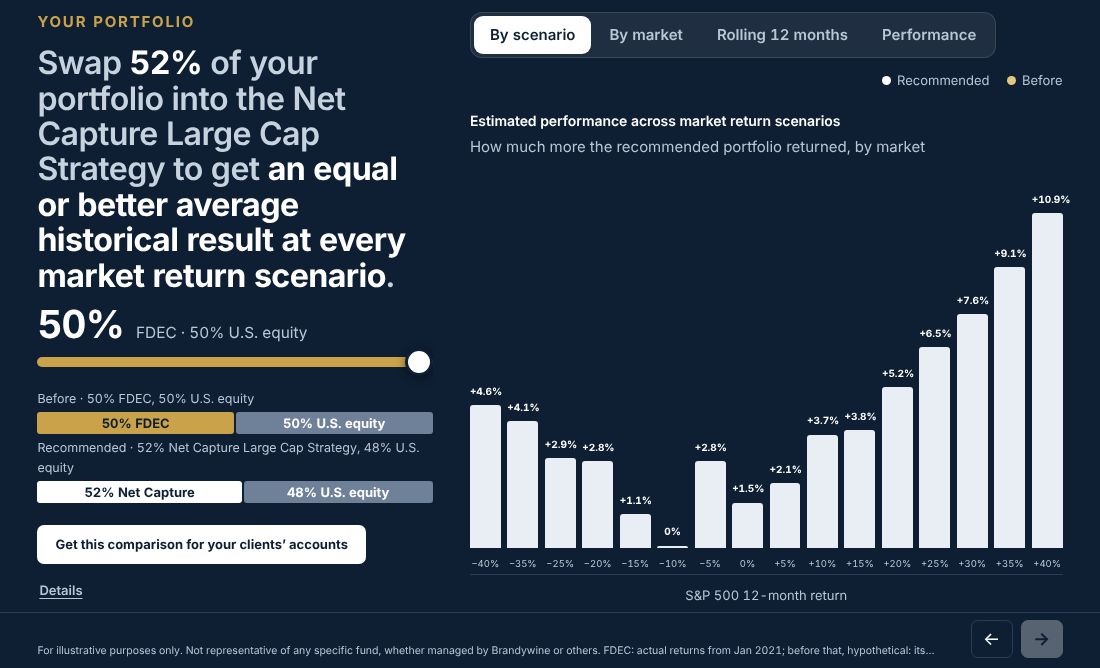 YOUR PORTFOLIO
Swap 52% of your
portfolio into the Net
Capture Large Cap
Strategy to get an equal
or better average
historical result at every
market return scenario.
50% FDEC · 50% U.S. equity
Before · 50% FDEC, 50% U.S. equity
50% FDEC 50% U.S. equity
Recommended · 52% Net Capture Large Cap Strategy, 48% U.S.
equity
52% Net Capture 48% U.S. equity
Get this comparison for your clients’ accounts
Details
By scenario By market Rolling 12 months Performance
Recommended Before
Estimated performance across market return scenarios
How much more the recommended portfolio returned, by market
+4.6% +4.1% +2.9% +2.8% +1.1% 0% +2.8% +1.5% +2.1% +3.7% +3.8% +5.2% +6.5% +7.6% +9.1% +10.9%
−40% −35% −25% −20% −15% −10% −5% 0% +5% +10% +15% +20% +25% +30% +35% +40%
S&P 500 12-month return
For illustrative purposes only. Not representative of any specific fund, whether managed by Brandywine or others. FDEC: actual returns from Jan 2021; before that, hypothetical: its…